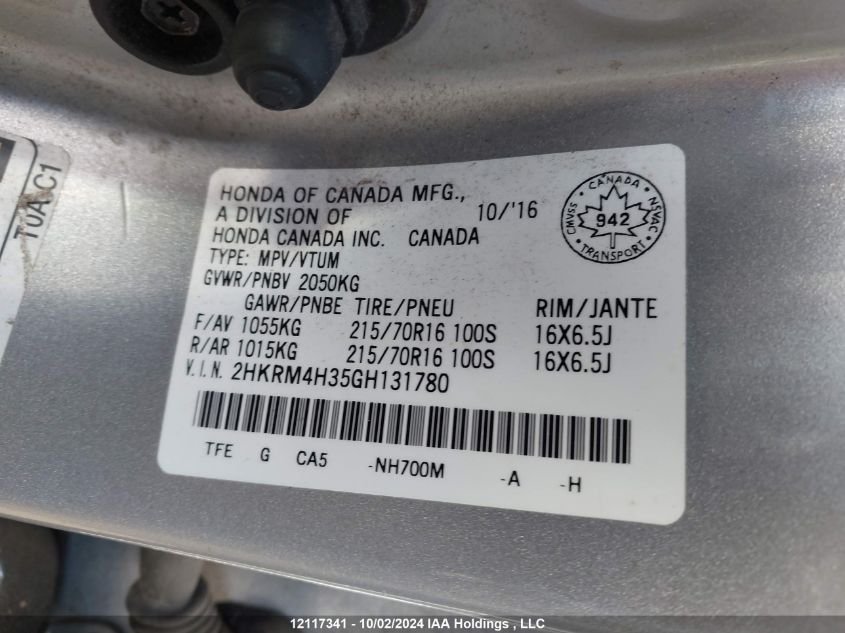 T0A C1
HONDA OF CANADA MFG.,
A DIVISION OF 10/'16
HONDA CANADA INC. CANADA
TYPE: MPV/VTUM
GVWR/PNBV 2050KG
GAWR/PNBE TIRE/PNEU RIM/JANTE
F/AV 1055KG 215/70R16 100S 16X6.5J
R/AR 1015KG 215/70R16 100S 16X6.5J
V.I.N. 2HKRM4H35GH131780
TFE G CA5 -NH700M -A -H
CANADA
CMVSS 942 NSVAC
TRANSPORT
12117341 - 10/02/2024 IAA Holdings , LLC